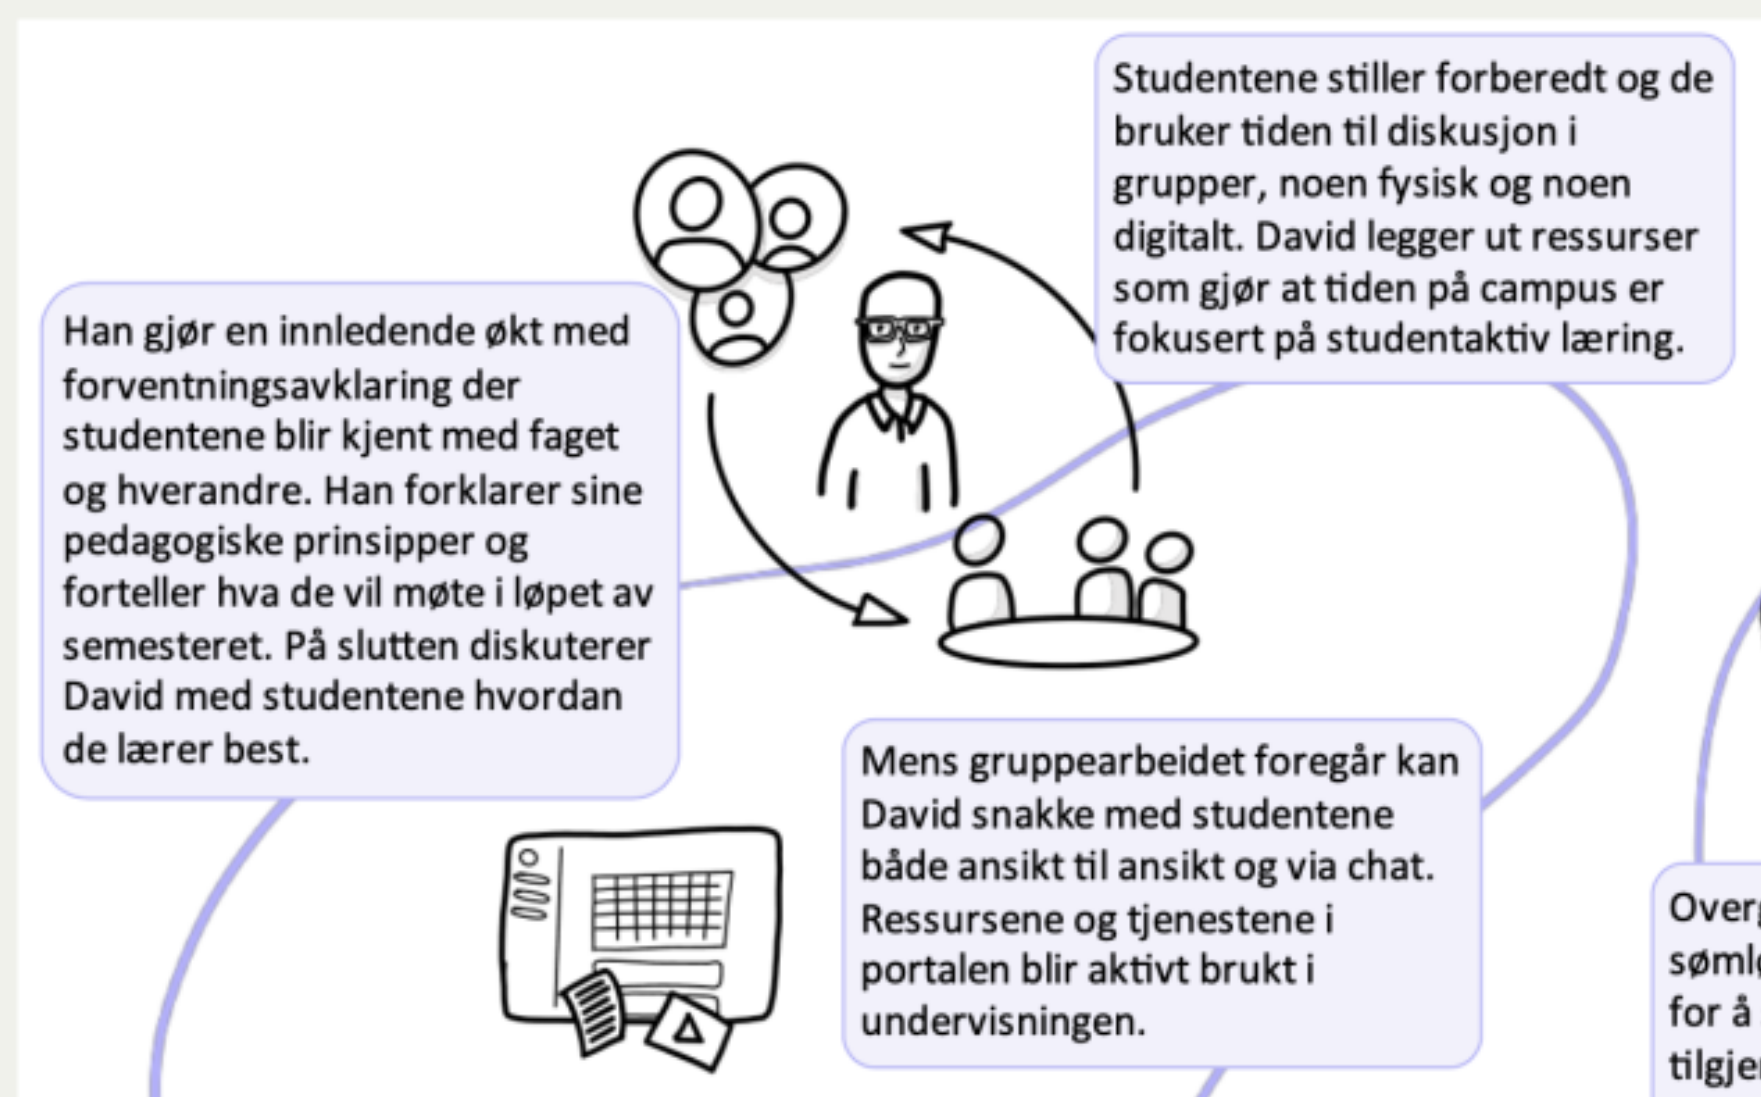 Han gjør en innledende økt med
forventningsavklaring der
studentene blir kjent med faget
og hverandre. Han forklarer sine
pedagogiske prinsipper og
forteller hva de vil møte i løpet av
semesteret. På slutten diskuterer
David med studentene hvordan
de lærer best.
Studentene stiller forberedt og de
bruker tiden til diskusjon i
grupper, noen fysisk og noen
digitalt. David legger ut ressurser
som gjør at tiden på campus er
fokusert på studentaktiv læring.
Mens gruppearbeidet foregår kan
David snakke med studentene
både ansikt til ansikt og via chat.
Ressursene og tjenestene i
portalen blir aktivt brukt i
undervisningen.
for å